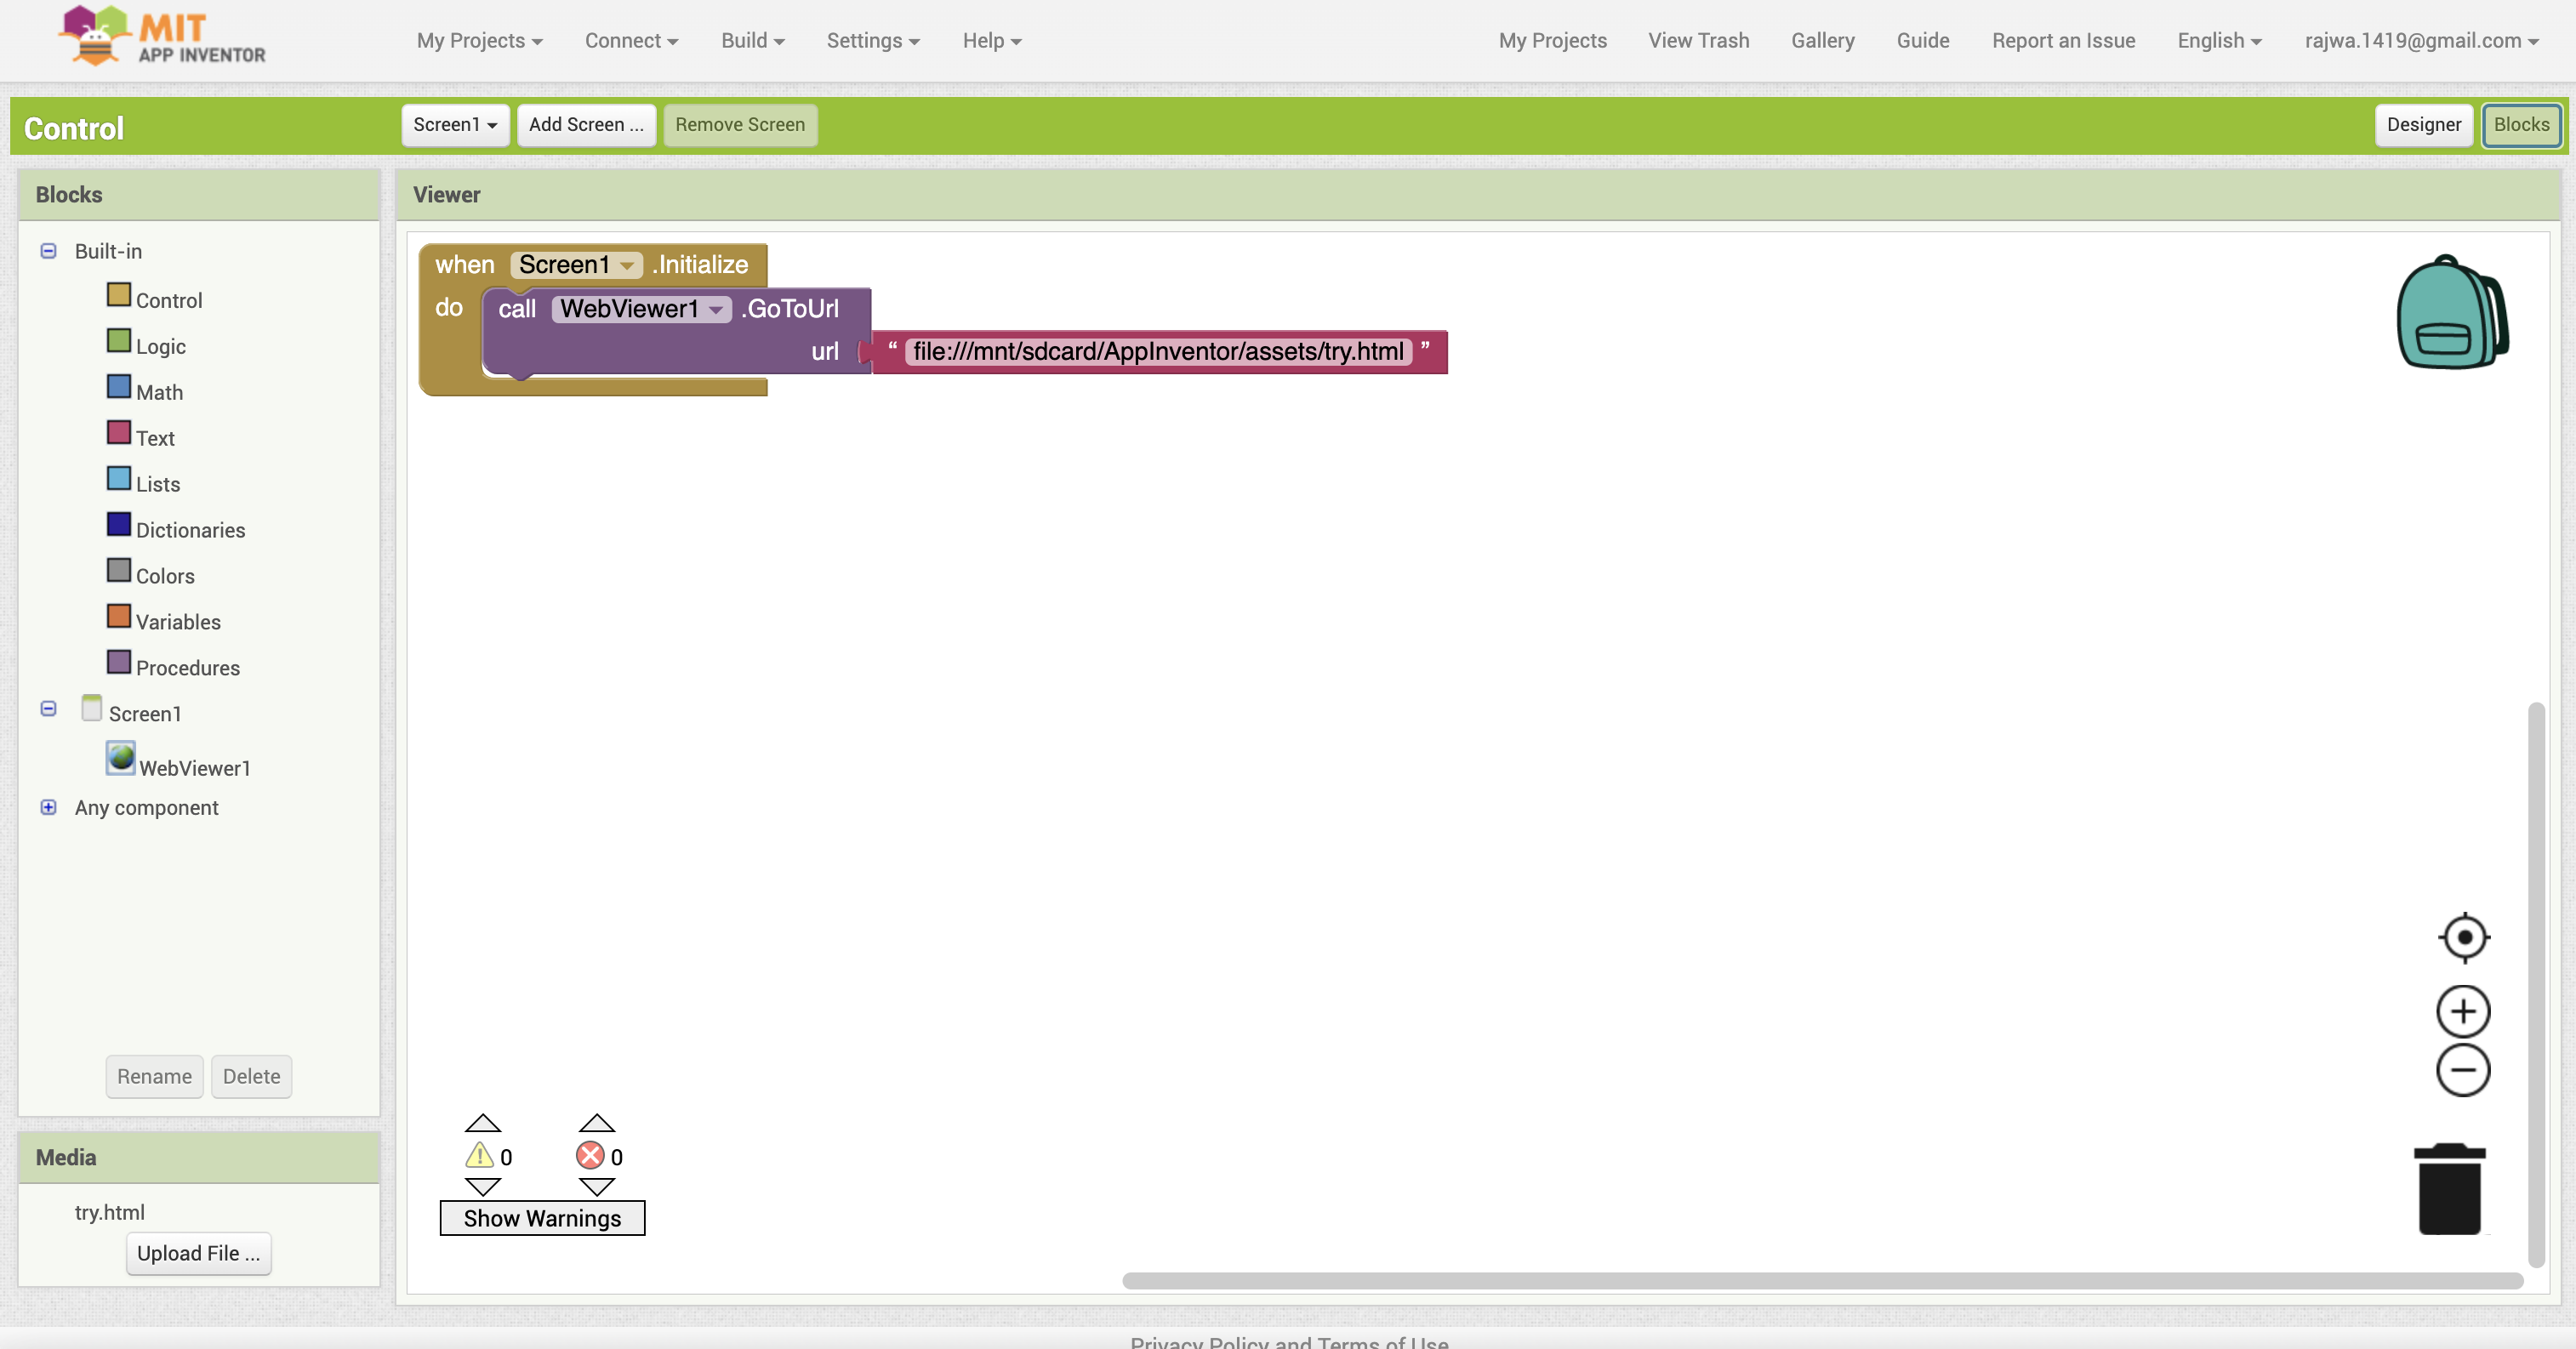 MIT
APP INVENTOR
My Projects Connect Build Settings Help My Projects View Trash Gallery Guide Report an Issue English rajwa.1419@gmail.com
Control Screen1 Add Screen ... Remove Screen Designer Blocks
Blocks
Built-in
Control
Logic
Math
Text
Lists
Dictionaries
Colors
Variables
Procedures
Screen1
WebViewer1
Any component
Rename Delete
Media
try.html
Upload File ...
Viewer
when Screen1 .Initialize
do call WebViewer1 .GoToUrl
url “ file:///mnt/sdcard/AppInventor/assets/try.html ”
0 0
Show Warnings
Privacy Policy and Terms of Use